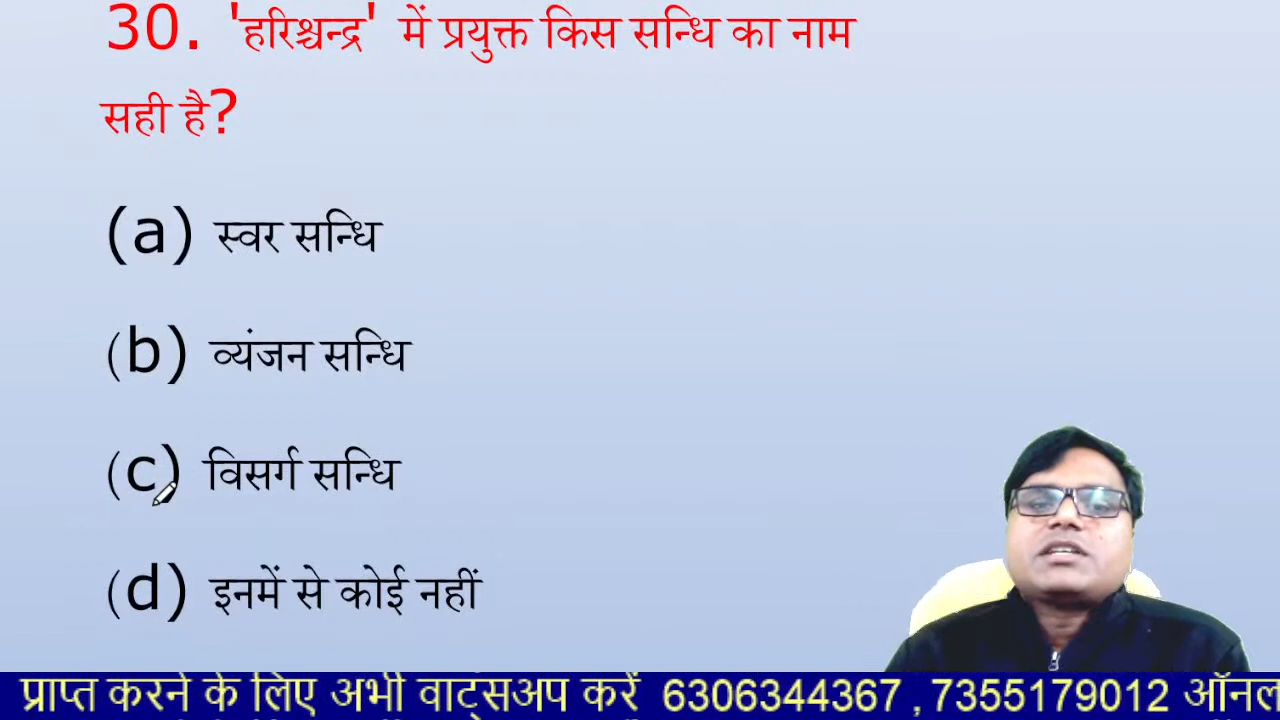 30. 'हरिश्चन्द्र' में प्रयुक्त किस सन्धि का नाम
सही है?
(a) स्वर सन्धि
(b) व्यंजन सन्धि
(c) विसर्ग सन्धि
(d) इनमें से कोई नहीं
प्राप्त करने के लिए अभी वाट्सअप करें 6306344367 , 7355179012 ऑनल